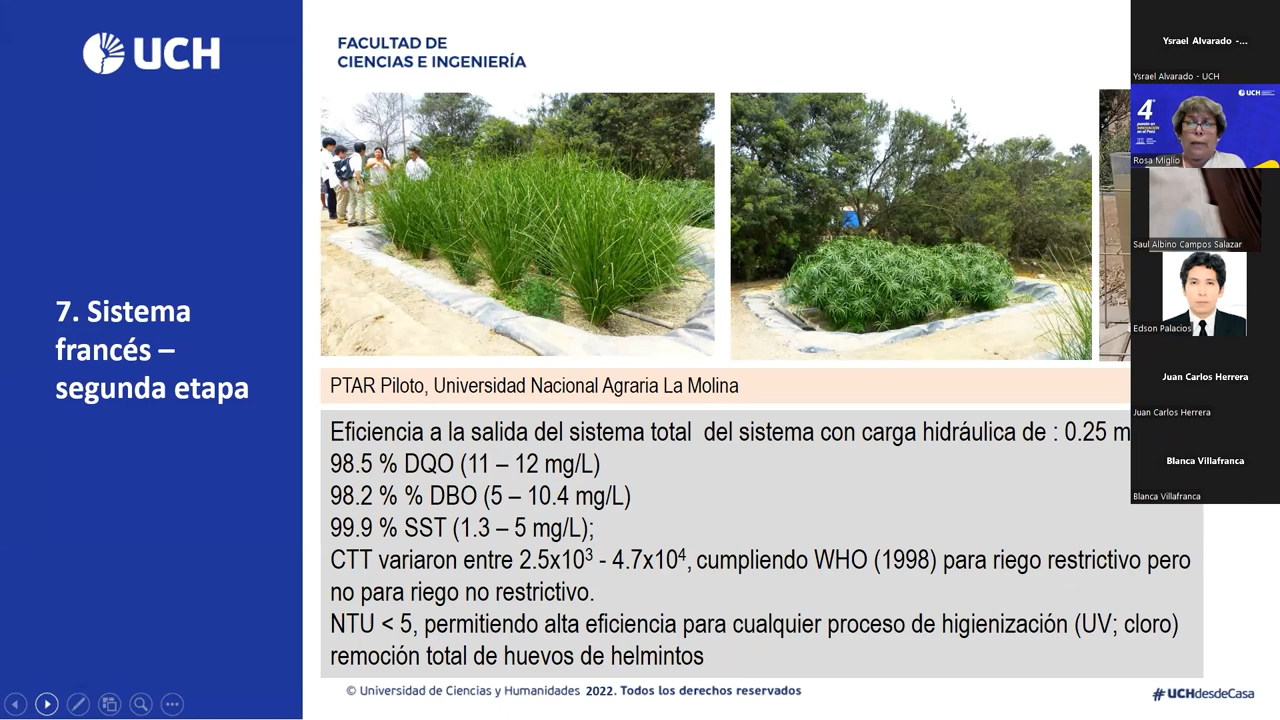 UCH
FACULTAD DE
CIENCIAS E INGENIERÍA
7. Sistema
francés –
segunda etapa
PTAR Piloto, Universidad Nacional Agraria La Molina
Eficiencia a la salida del sistema total del sistema con carga hidráulica de : 0.25 m
98.5 % DQO (11 – 12 mg/L)
98.2 % % DBO (5 – 10.4 mg/L)
99.9 % SST (1.3 – 5 mg/L);
CTT variaron entre 2.5x10³ - 4.7x10⁴, cumpliendo WHO (1998) para riego restrictivo pero
no para riego no restrictivo.
NTU < 5, permitiendo alta eficiencia para cualquier proceso de higienización (UV; cloro)
remoción total de huevos de helmintos
© Universidad de Ciencias y Humanidades 2022. Todos los derechos reservados
#UCHdesdeCasa
Ysrael Alvarado -...
Ysrael Alvarado - UCH
UCH
4
Rosa Miglio
Saul Albino Campos Salazar
Edson Palacios
Juan Carlos Herrera
Juan Carlos Herrera
Blanca Villafranca
Blanca Villafranca